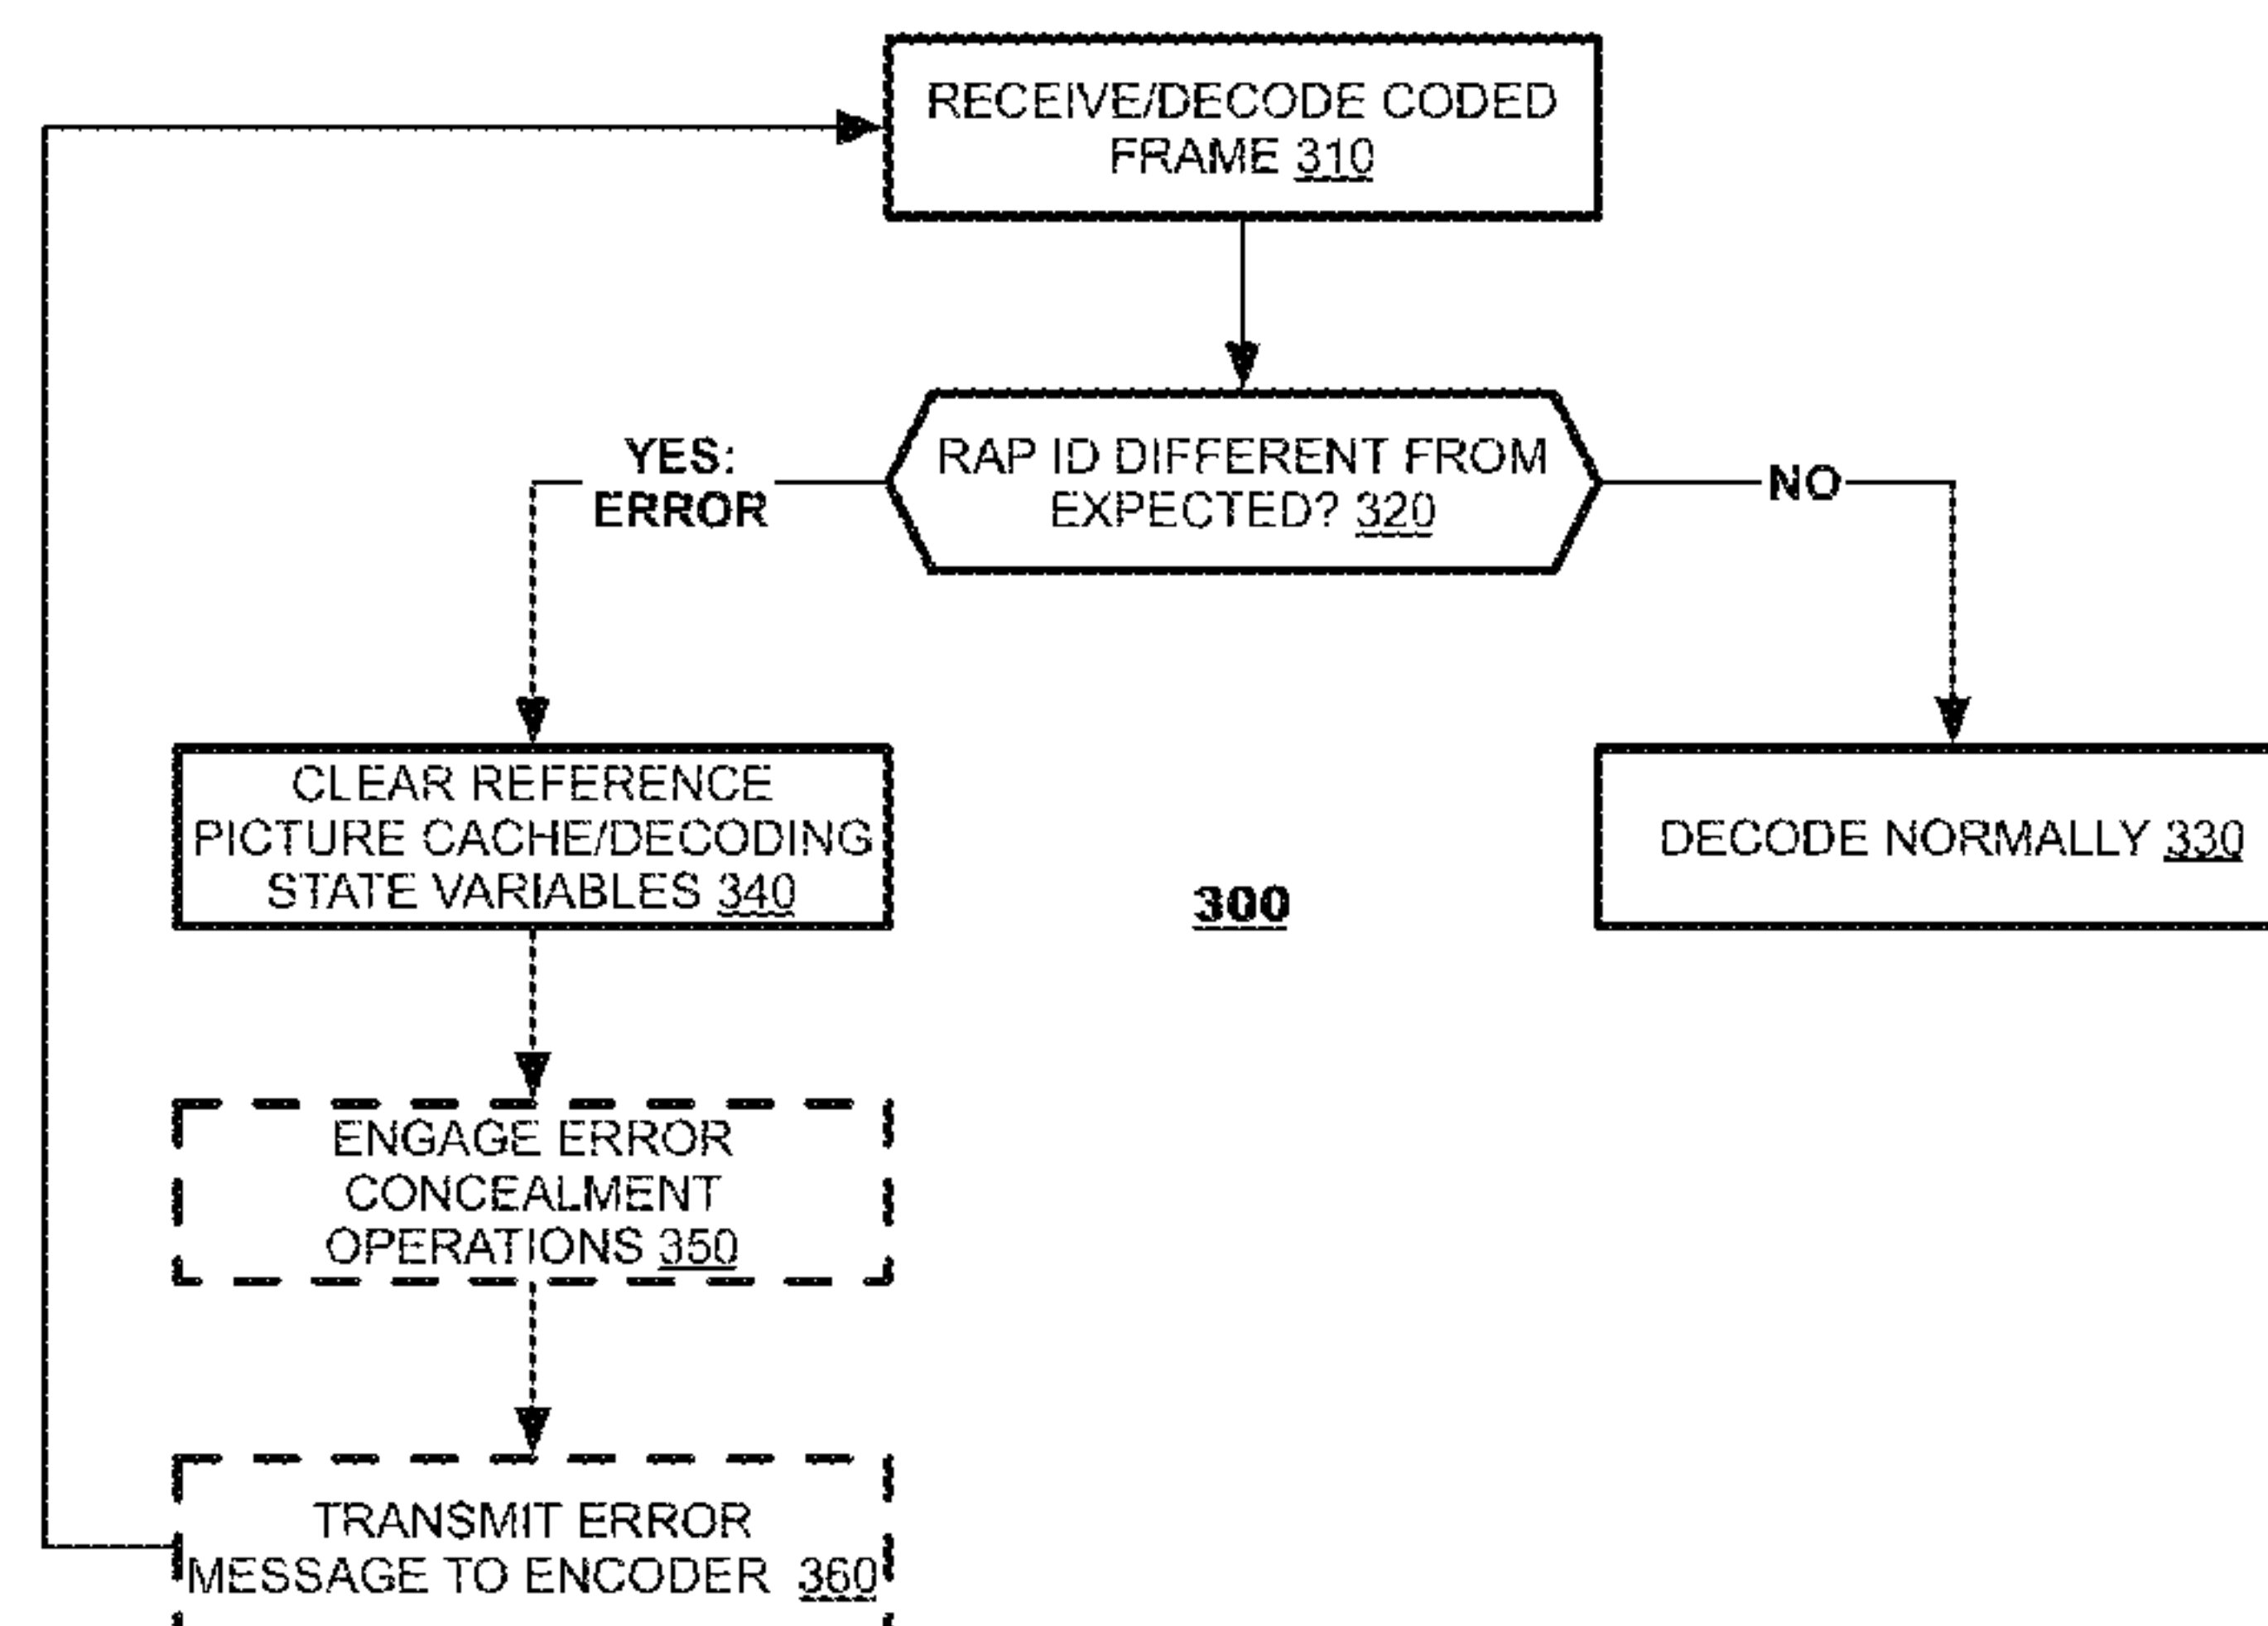 RECEIVE/DECODE CODED
FRAME 310
RAP ID DIFFERENT FROM
EXPECTED? 320
YES:
ERROR
NO
CLEAR REFERENCE
PICTURE CACHE/DECODING
STATE VARIABLES 340
300
DECODE NORMALLY 330
ENGAGE ERROR
CONCEALMENT
OPERATIONS 350
TRANSMIT ERROR
MESSAGE TO ENCODER 360